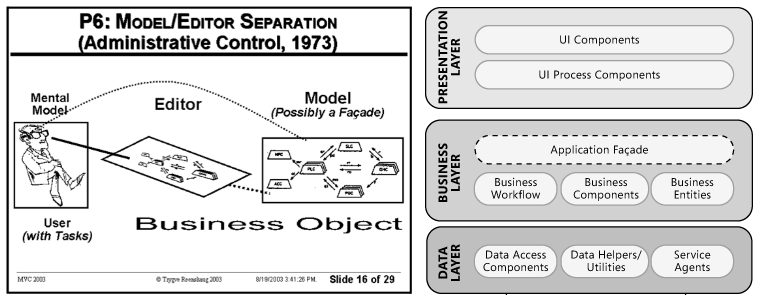 P6: MODEL/EDITOR SEPARATION
(Administrative Control, 1973)
Mental
Model
Editor
Model
(Possibly a Façade)
SLC
PLC
User
(with Tasks)
Business Object
MVC 2003
© Trygve Reenskaug 2003
8/19/2003 3:41:26 PM
Slide 16 of 29
PRESENTATION
LAYER
UI Components
UI Process Components
BUSINESS
LAYER
Application Façade
Business
Workflow
Business
Components
Business
Entities
DATA
LAYER
Data Access
Components
Data Helpers/
Utilities
Service
Agents